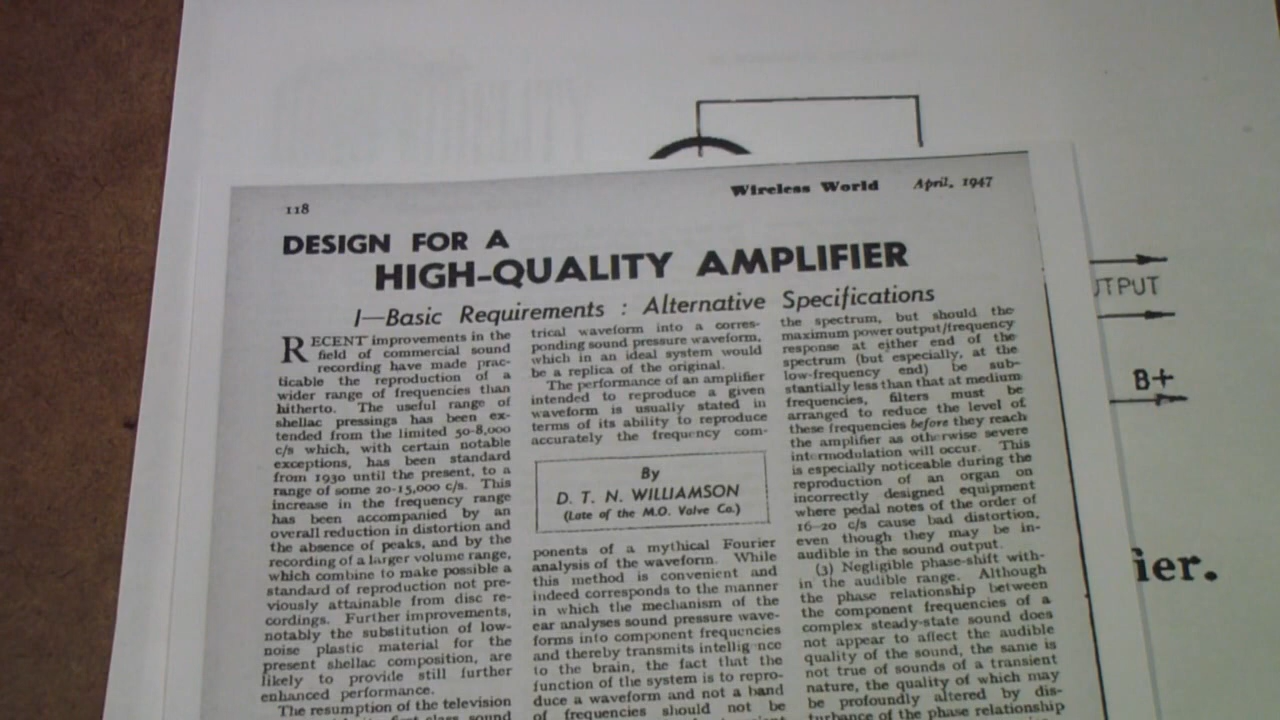 118
Wireless World April, 1947
DESIGN FOR A
HIGH-QUALITY AMPLIFIER
I—Basic Requirements : Alternative Specifications
RECENT improvements in the
field of commercial sound
recording have made prac-
ticable the reproduction of a
wider range of frequencies than
hitherto. The useful range of
shellac pressings has been ex-
tended from the limited 50-8,000
c/s which, with certain notable
exceptions, has been standard
from 1930 until the present, to a
range of some 20-15,000 c/s. This
increase in the frequency range
has been accompanied by an
overall reduction in distortion and
the absence of peaks, and by the
recording of a larger volume range,
which combine to make possible a
standard of reproduction not pre-
viously attainable from disc re-
cordings. Further improvements,
notably the substitution of low-
noise plastic material for the
present shellac composition, are
likely to provide still further
enhanced performance.
The resumption of the television
trical waveform into a corres-
ponding sound pressure waveform,
which in an ideal system would
be a replica of the original.
The performance of an amplifier
intended to reproduce a given
waveform is usually stated in
terms of its ability to reproduce
accurately the frequency com-
By
D. T. N. WILLIAMSON
(Late of the M.O. Valve Co.)
ponents of a mythical Fourier
analysis of the waveform. While
this method is convenient and
indeed corresponds to the manner
in which the mechanism of the
ear analyses sound pressure wave-
forms into component frequencies
and thereby transmits intellig nce
to the brain, the fact that the
function of the system is to repro-
duce a waveform and not a band
of frequencies should not be
the spectrum, but should the
maximum power output/frequency
response at either end of the
spectrum (but especially, at the
low-frequency end) be sub-
stantially less than that at medium
frequencies, filters must be
arranged to reduce the level of
these frequencies before they reach
the amplifier as otherwise severe
intermodulation will occur. This
is especially noticeable during the
reproduction of an organ on
incorrectly designed equipment
where pedal notes of the order of
16-20 c/s cause bad distortion,
even though they may be in-
audible in the sound output.
(3) Negligible phase-shift with-
in the audible range. Although
the phase relationship between
the component frequencies of a
complex steady-state sound does
not appear to affect the audible
quality of the sound, the same is
not true of sounds of a transient
nature, the quality of which may
be profoundly altered by dis-
turbance of the phase relationship
UTPUT
B+
ier.